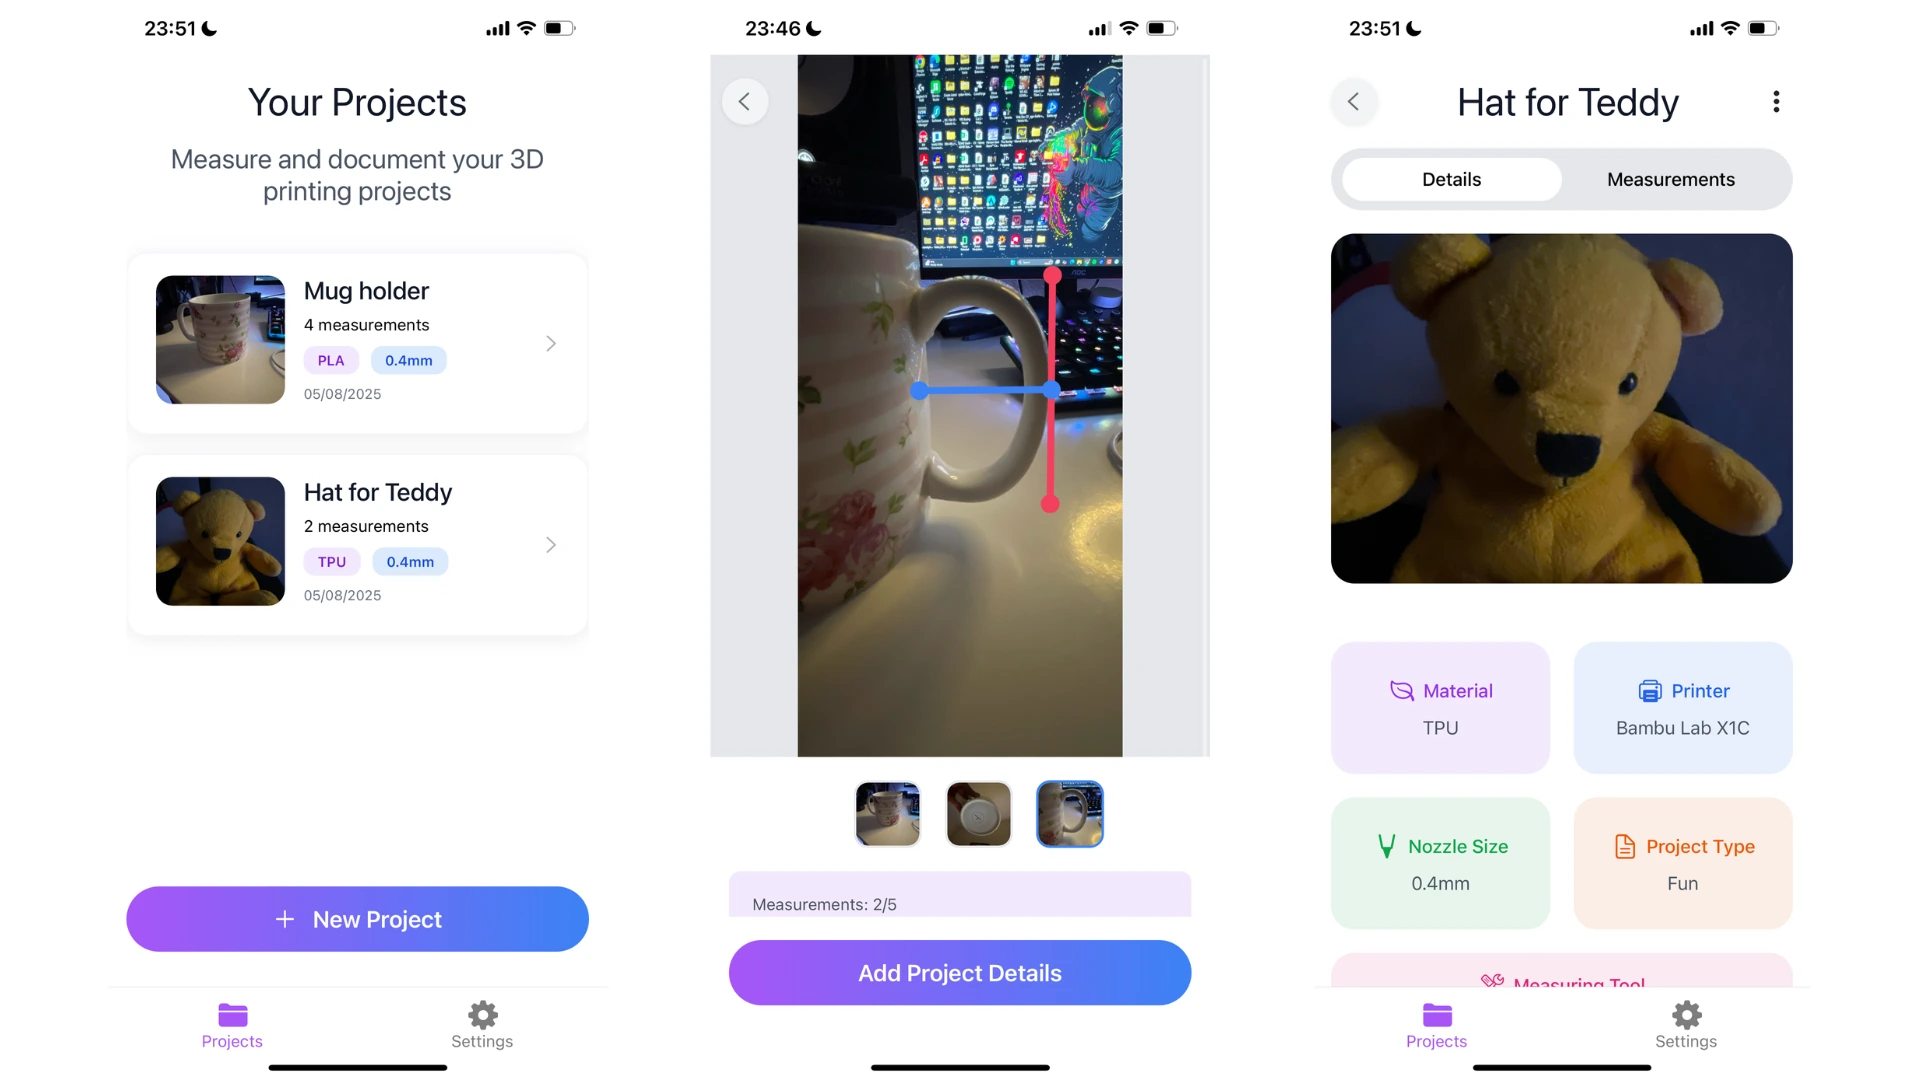 23:51
Your Projects
Measure and document your 3D
printing projects
Mug holder
4 measurements
PLA
0.4mm
05/08/2025
Hat for Teddy
2 measurements
TPU
0.4mm
05/08/2025
+ New Project
Projects
Settings
23:46
AOC
Measurements: 2/5
Add Project Details
23:51
Hat for Teddy
Details
Measurements
Material
TPU
Printer
Bambu Lab X1C
Nozzle Size
0.4mm
Project Type
Fun
Measuring Tool
Projects
Settings